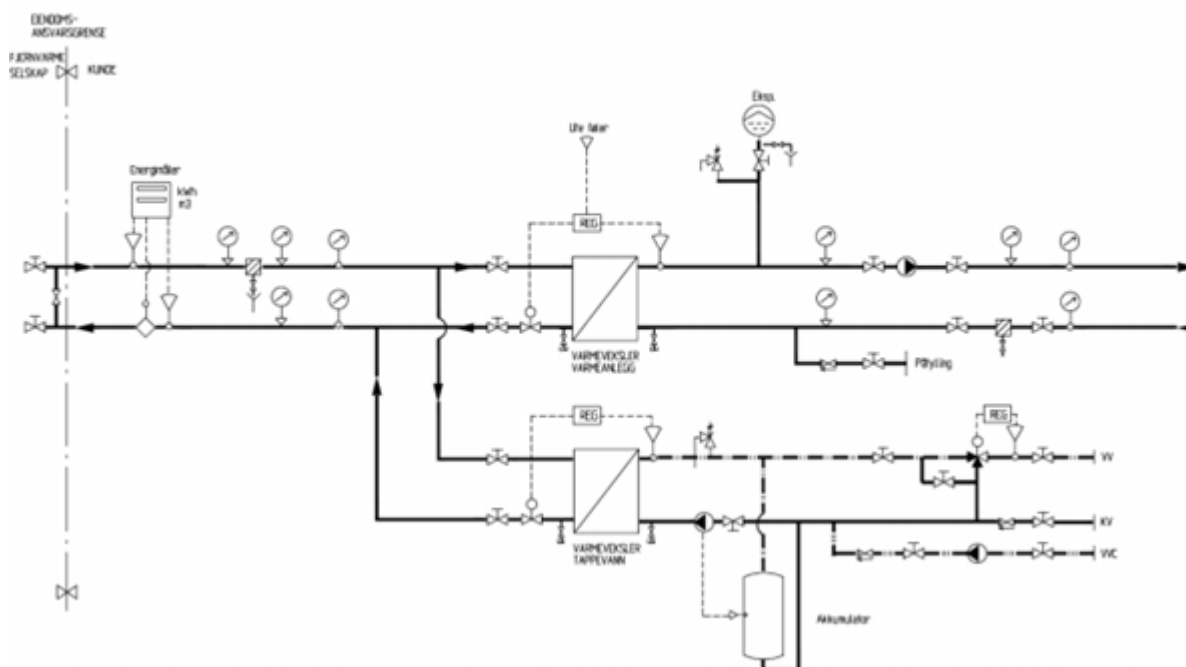 EIENDOMS-
ANSVARSGRENSE
FJERNVARME
SELSKAP
KUNDE
Energimåler
kWh
m3
Ute føler
REG
Eksp.
VARMEVEKSLER
VARMEANLEGG
Påfylling
REG
REG
VV
KV
VVC
VARMEVEKSLER
TAPPEVANN
Akkumulator